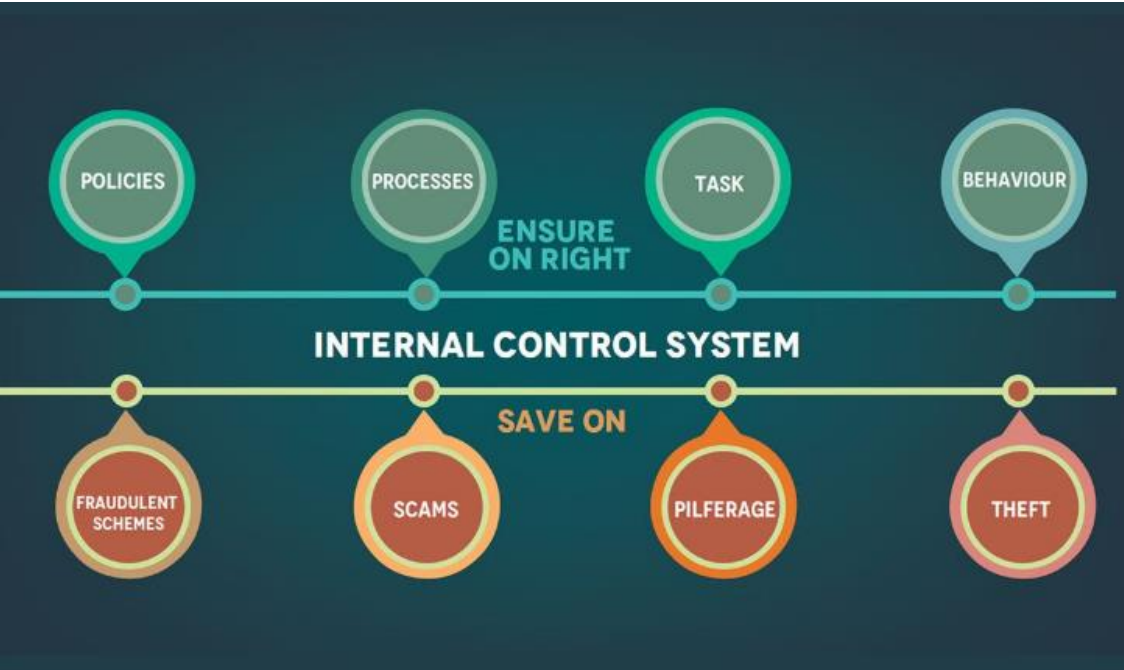 POLICIES
PROCESSES
TASK
BEHAVIOUR
ENSURE
ON RIGHT
INTERNAL CONTROL SYSTEM
SAVE ON
FRAUDULENT
SCHEMES
SCAMS
PILFERAGE
THEFT